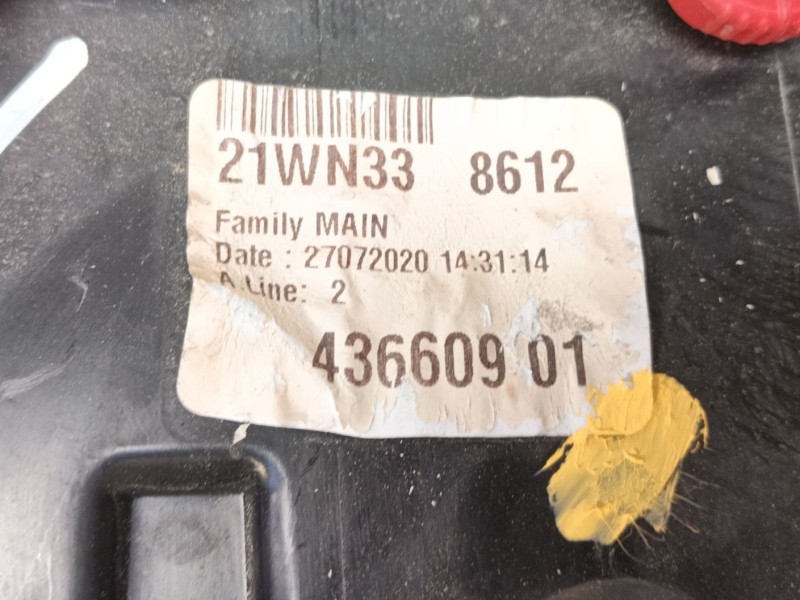 21WN33 8612
Family MAIN
Date : 27072020 14:31:14
A.Line: 2
436609 01